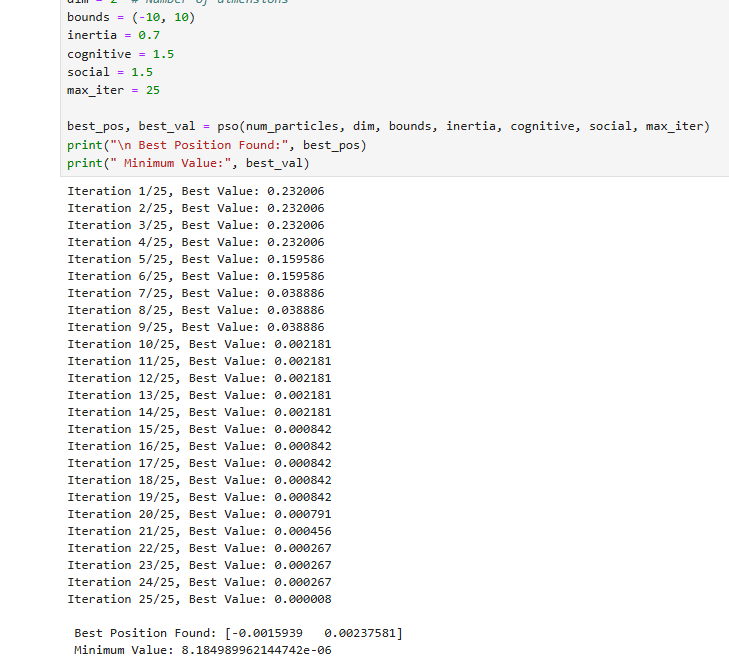 dim = 2  # Number of dimensions
bounds = (-10, 10)
inertia = 0.7
cognitive = 1.5
social = 1.5
max_iter = 25

best_pos, best_val = pso(num_particles, dim, bounds, inertia, cognitive, social, max_iter)
print("\n Best Position Found:", best_pos)
print(" Minimum Value:", best_val)

Iteration 1/25, Best Value: 0.232006
Iteration 2/25, Best Value: 0.232006
Iteration 3/25, Best Value: 0.232006
Iteration 4/25, Best Value: 0.232006
Iteration 5/25, Best Value: 0.159586
Iteration 6/25, Best Value: 0.159586
Iteration 7/25, Best Value: 0.038886
Iteration 8/25, Best Value: 0.038886
Iteration 9/25, Best Value: 0.038886
Iteration 10/25, Best Value: 0.002181
Iteration 11/25, Best Value: 0.002181
Iteration 12/25, Best Value: 0.002181
Iteration 13/25, Best Value: 0.002181
Iteration 14/25, Best Value: 0.002181
Iteration 15/25, Best Value: 0.000842
Iteration 16/25, Best Value: 0.000842
Iteration 17/25, Best Value: 0.000842
Iteration 18/25, Best Value: 0.000842
Iteration 19/25, Best Value: 0.000842
Iteration 20/25, Best Value: 0.000791
Iteration 21/25, Best Value: 0.000456
Iteration 22/25, Best Value: 0.000267
Iteration 23/25, Best Value: 0.000267
Iteration 24/25, Best Value: 0.000267
Iteration 25/25, Best Value: 0.000008

 Best Position Found: [-0.0015939   0.00237581]
 Minimum Value: 8.184989962144742e-06